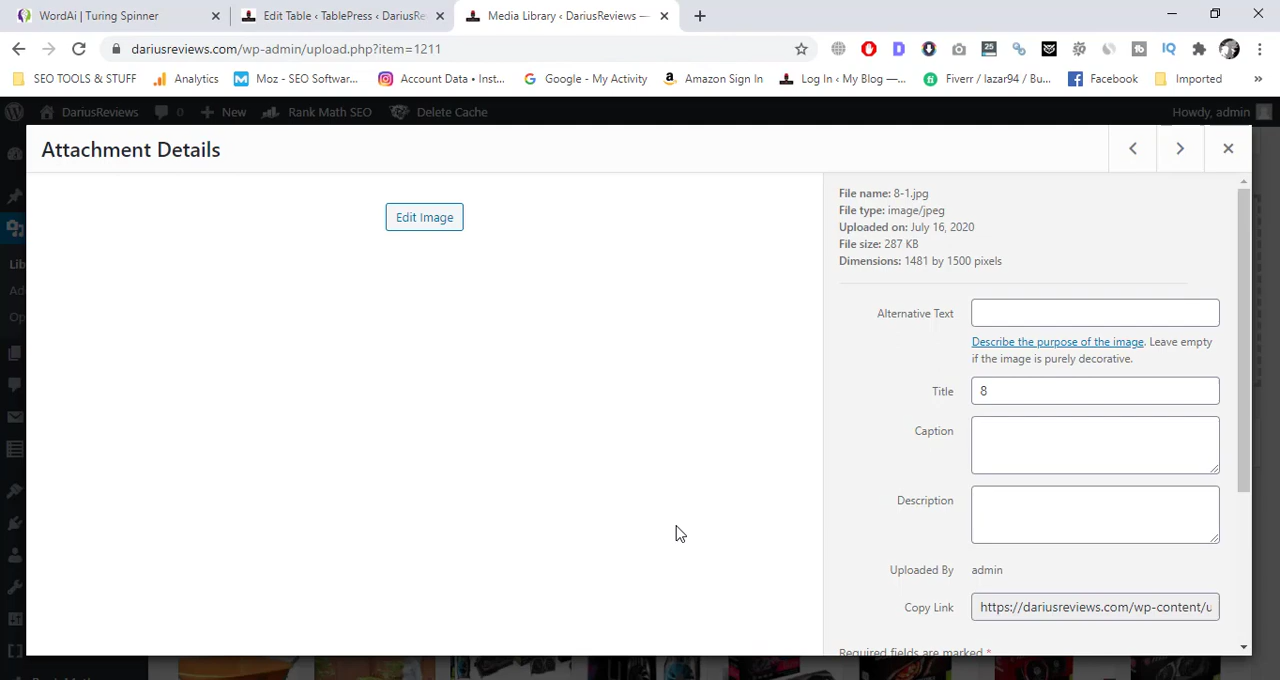 WordAi | Turing Spinner
Edit Table ‹ TablePress ‹ DariusRe
Media Library ‹ DariusReviews —
dariusreviews.com/wp-admin/upload.php?item=1211
SEO TOOLS & STUFF
Analytics
Moz - SEO Software...
Account Data • Inst...
Google - My Activity
Amazon Sign In
Log In ‹ My Blog —...
Fiverr / lazar94 / Bu...
Facebook
Imported
»
DariusReviews
0
New
Rank Math SEO
Delete Cache
Howdy, admin
Attachment Details
Lib
Ad
Op
Edit Image
File name: 8-1.jpg
File type: image/jpeg
Uploaded on: July 16, 2020
File size: 287 KB
Dimensions: 1481 by 1500 pixels
Alternative Text
Describe the purpose of the image. Leave empty
if the image is purely decorative.
Title
8
Caption
Description
Uploaded By
admin
Copy Link
https://dariusreviews.com/wp-content/u
Required fields are marked *